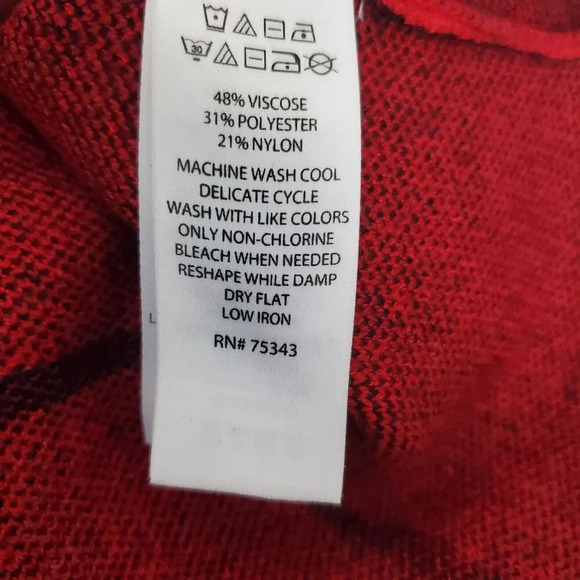 30
48% VISCOSE
31% POLYESTER
21% NYLON
MACHINE WASH COOL
DELICATE CYCLE
WASH WITH LIKE COLORS
ONLY NON-CHLORINE
BLEACH WHEN NEEDED
RESHAPE WHILE DAMP
DRY FLAT
LOW IRON
RN# 75343
L